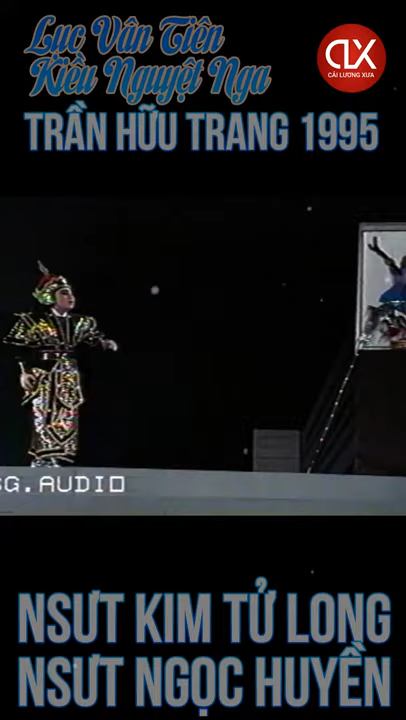 Lục Vân Tiên
Kiều Nguyệt Nga
CLX
CẢI LƯƠNG XƯA
TRẦN HỮU TRANG 1995
SG.AUDIO
NSƯT KIM TỬ LONG
NSƯT NGỌC HUYỀN